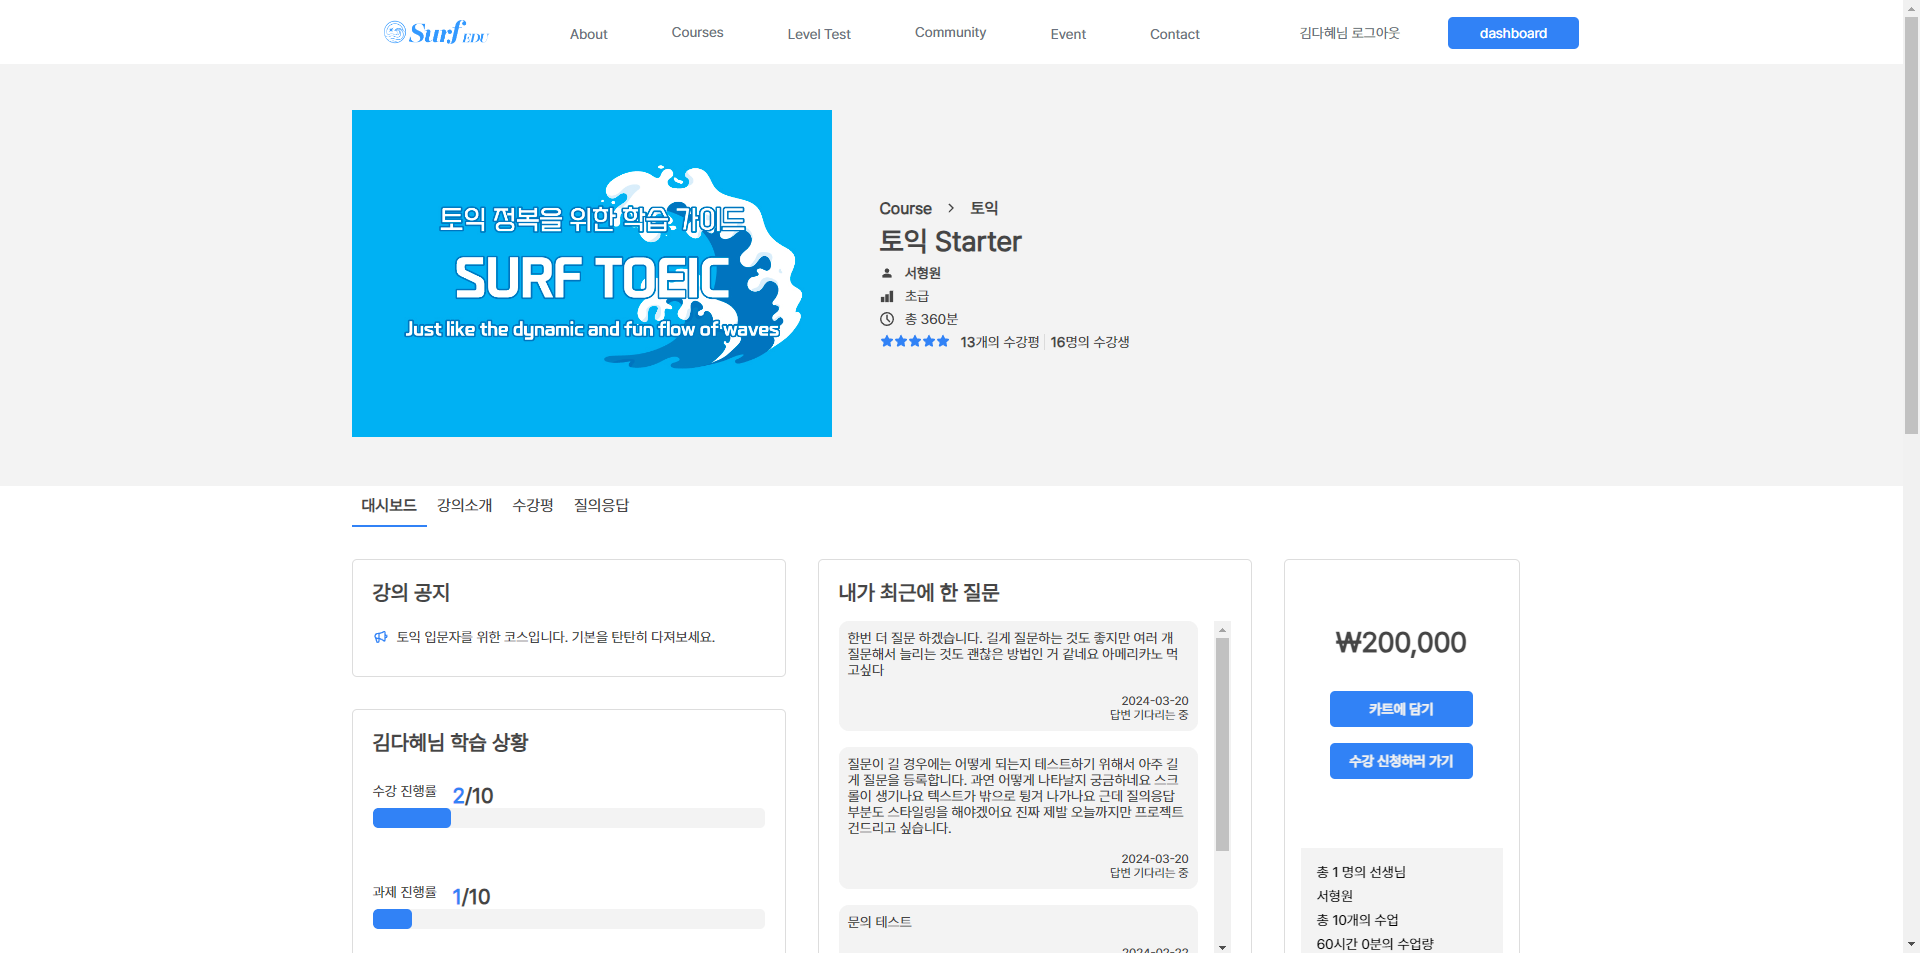 Surf EDU
About
Courses
Level Test
Community
Event
Contact
김다혜님 로그아웃
dashboard
토익 정복을 위한 학습 가이드
SURF TOEIC
Just like the dynamic and fun flow of waves
Course > 토익
토익 Starter
서형원
초급
총 360분
13개의 수강평 16명의 수강생
대시보드
강의소개
수강평
질의응답
강의 공지
토익 입문자를 위한 코스입니다. 기본을 탄탄히 다져보세요.
김다혜님 학습 상황
수강 진행률 2/10
과제 진행률 1/10
내가 최근에 한 질문
한번 더 질문 하겠습니다. 길게 질문하는 것도 좋지만 여러 개
질문해서 늘리는 것도 괜찮은 방법인 거 같네요 아메리카노 먹
고싶다
2024-03-20
답변 기다리는 중
질문이 길 경우에는 어떻게 되는지 테스트하기 위해서 아주 길
게 질문을 등록합니다. 과연 어떻게 나타날지 궁금하네요 스크
롤이 생기나요 텍스트가 밖으로 튕겨 나가나요 근데 질의응답
부분도 스타일링을 해야겠어요 진짜 제발 오늘까지만 프로젝트
건드리고 싶습니다.
2024-03-20
답변 기다리는 중
문의 테스트
2024-02-22
₩200,000
카트에 담기
수강 신청하러 가기
총 1 명의 선생님
서형원
총 10개의 수업
60시간 0분의 수업량